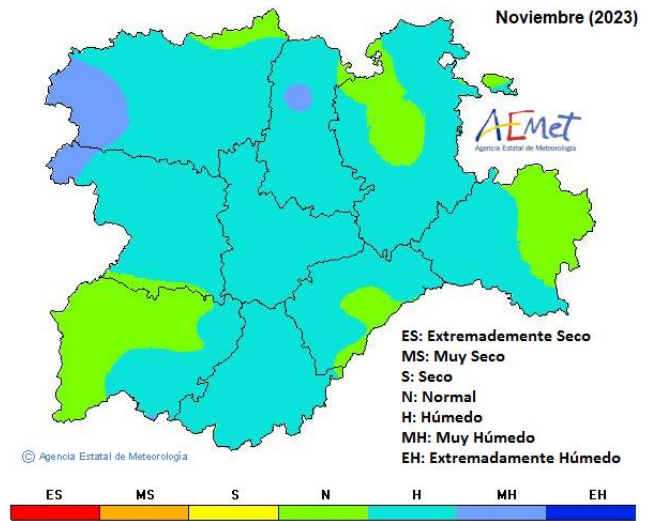 Noviembre (2023)
AEMet
Agencia Estatal de Meteorología
ES: Extremademente Seco
MS: Muy Seco
S: Seco
N: Normal
H: Húmedo
MH: Muy Húmedo
EH: Extremadamente Húmedo
© Agencia Estatal de Meteorología
ES MS S N H MH EH